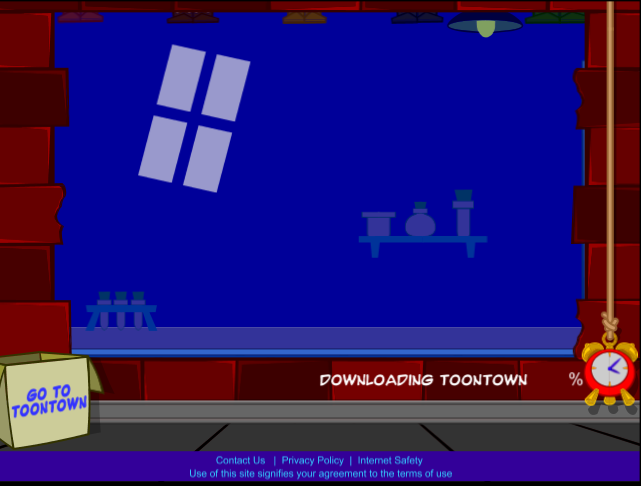 DOWNLOADING TOONTOWN %
GO TO
TOONTOWN
Contact Us | Privacy Policy | Internet Safety
Use of this site signifies your agreement to the terms of use